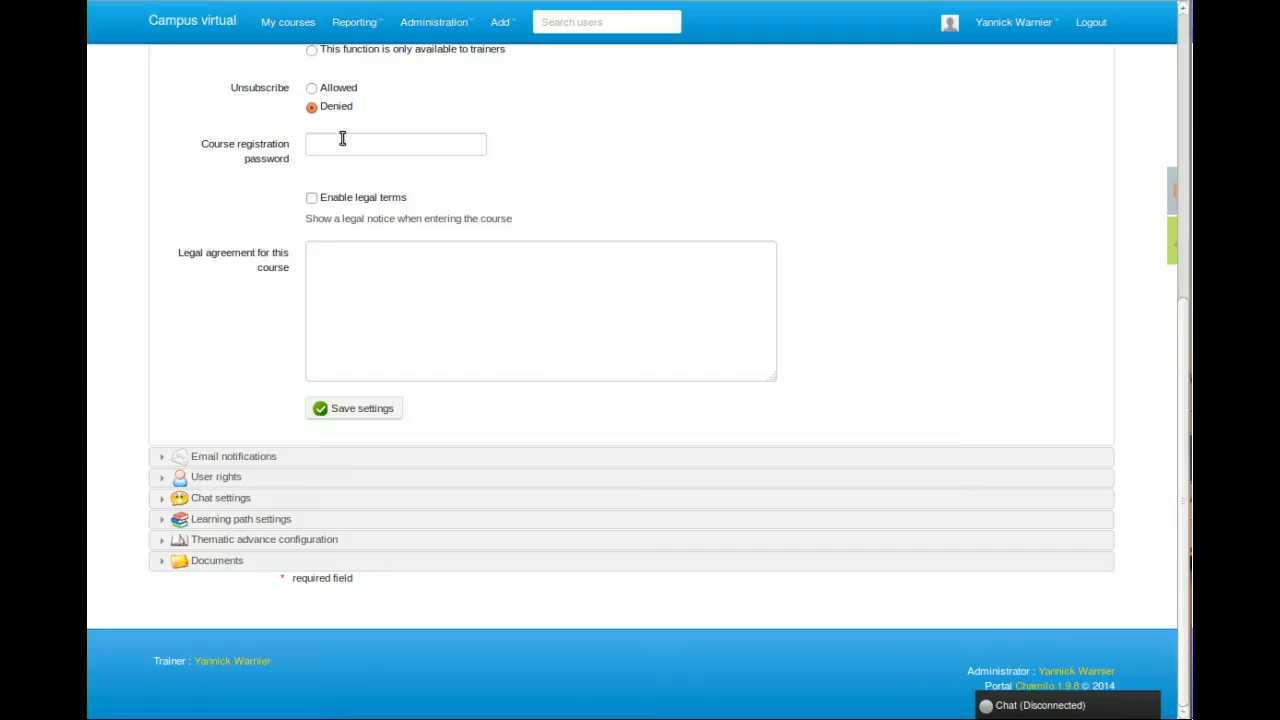 Campus virtual My courses Reporting Administration Add Search users Yannick Warnier Logout
This function is only available to trainers
Unsubscribe Allowed
Denied
Course registration
password
Enable legal terms
Show a legal notice when entering the course
Legal agreement for this
course
Save settings
Email notifications
User rights
Chat settings
Learning path settings
Thematic advance configuration
Documents
* required field
Trainer : Yannick Warnier
Administrator : Yannick Warnier
Portal Chamilo 1.9.8 © 2014
Chat (Disconnected)